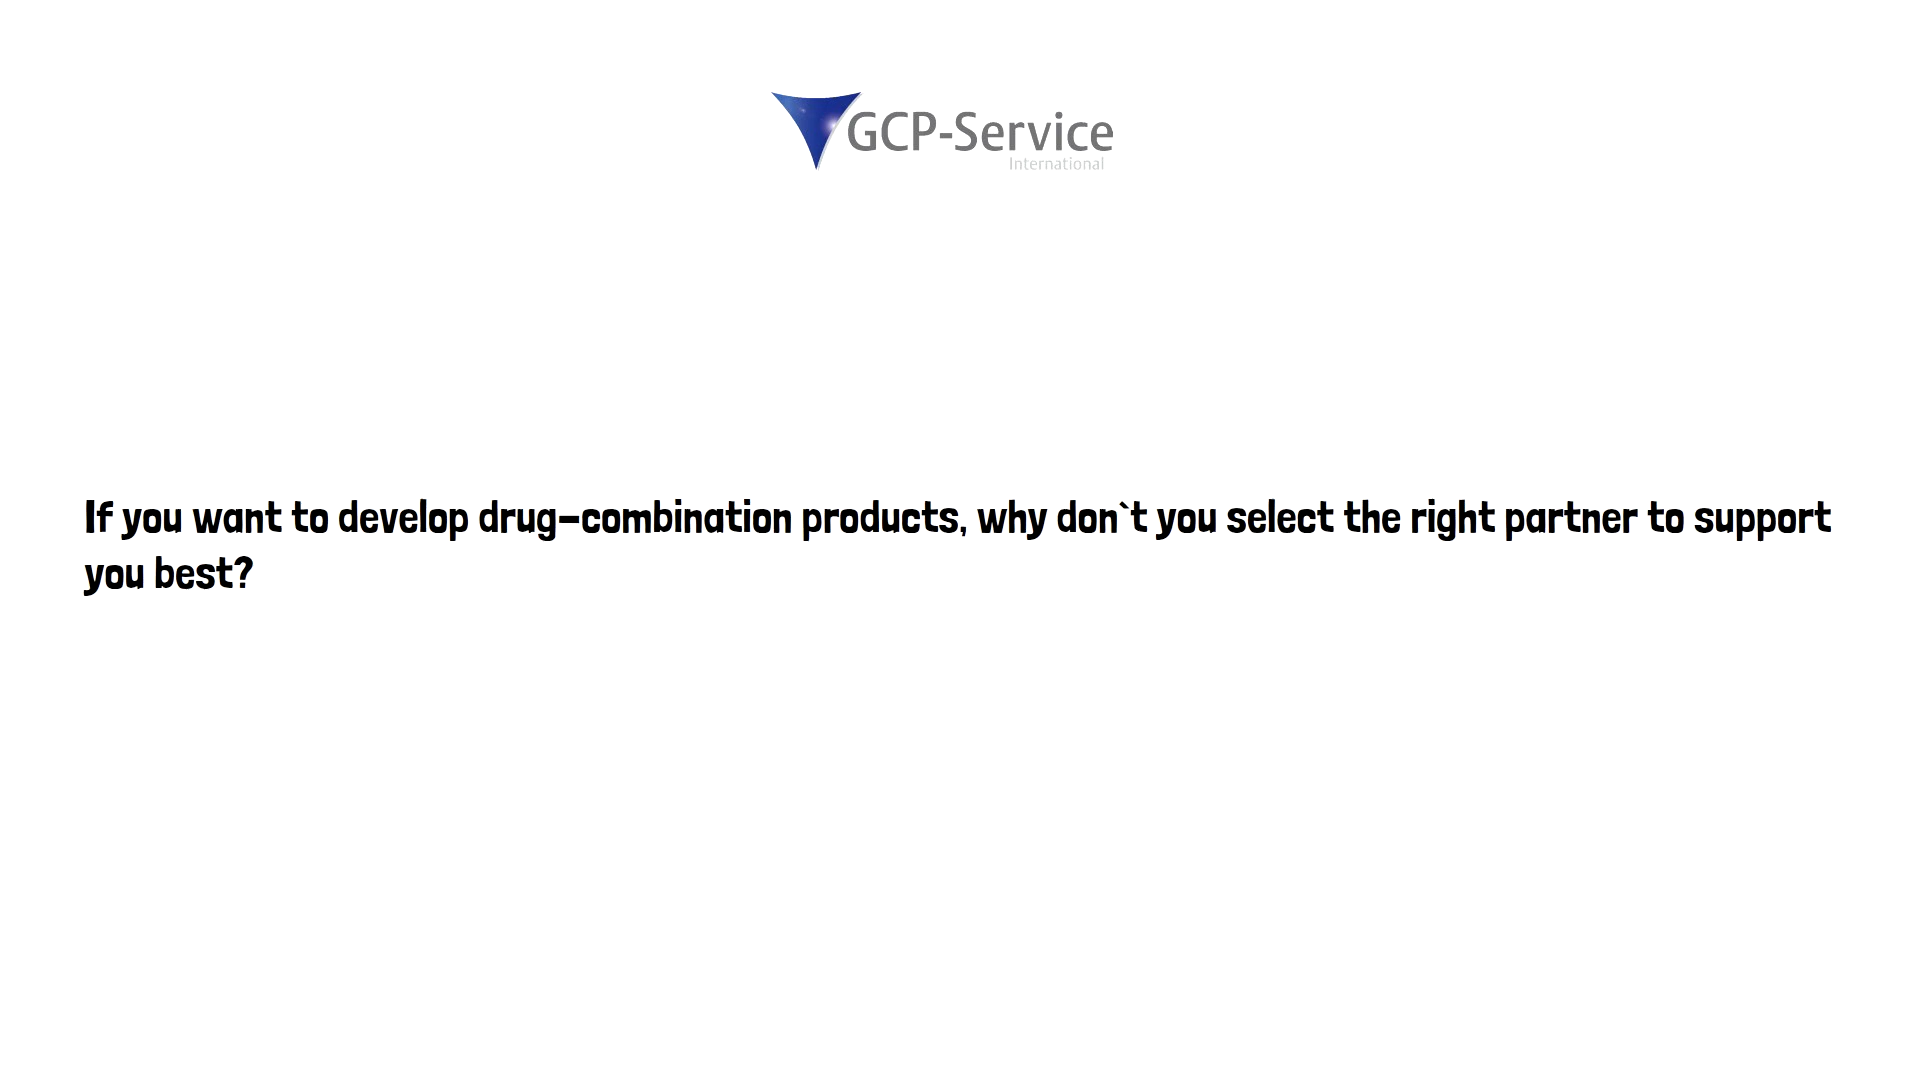 GCP-Service
International
If you want to develop drug-combination products, why don`t you select the right partner to support
you best?